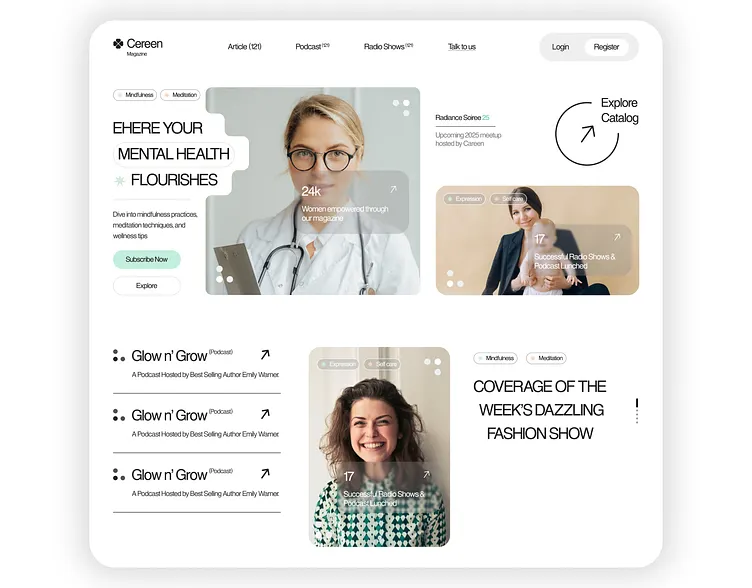 Cereen
Magazine
Article (121)
Podcast (121)
Radio Shows (121)
Talk to us
Login
Register
Mindfulness
Meditation
EHERE YOUR
MENTAL HEALTH
FLOURISHES
Dive into mindfulness practices,
meditation techniques, and
wellness tips
Subscribe Now
Explore
24k
Women empowered through
our magazine
Radiance Soiree 25
Upcoming 2025 meetup
hosted by Careen
Explore
Catalog
Expression
Self care
17
Successful Radio Shows &
Podcast Lunched
Glow n' Grow (Podcast)
A Podcast Hosted by Best Selling Author Emily Warner.
Glow n' Grow (Podcast)
A Podcast Hosted by Best Selling Author Emily Warner.
Glow n' Grow (Podcast)
A Podcast Hosted by Best Selling Author Emily Warner.
Expression
Self care
17
Successful Radio Shows &
Podcast Lunched
Mindfulness
Meditation
COVERAGE OF THE
WEEK'S DAZZLING
FASHION SHOW